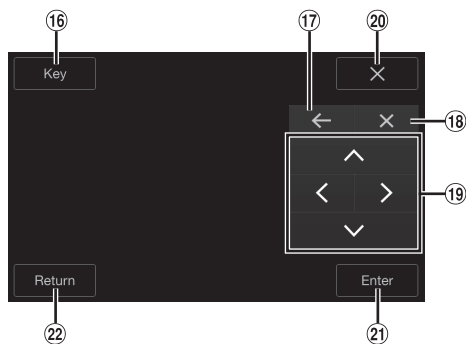 ⑯ ⑰ ⑳
Key ×
← × ⑱
⑲
Return Enter
㉒ ㉑